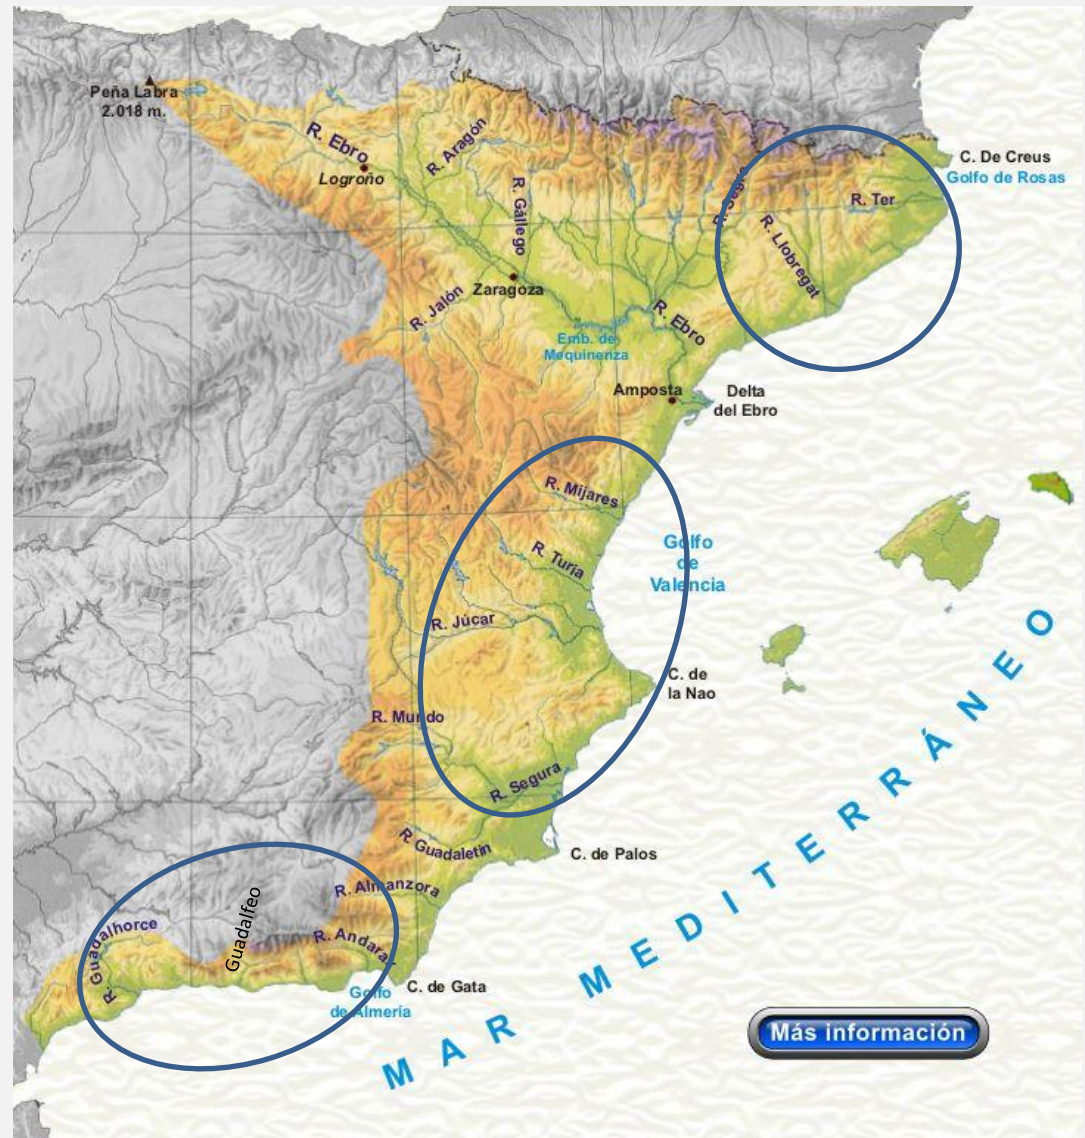 Peña Labra
2.018 m.
R. Ebro
Logroño
R. Aragón
R. Gállego
R. Segre
R. Llobregat
R. Ter
C. De Creus
Golfo de Rosas
R. Jalón
Zaragoza
Emb. de
Mequinenza
R. Ebro
Amposta
Delta
del Ebro
R. Mijares
R. Turia
Golfo
de
Valencia
R. Júcar
C. de
la Nao
R. Mundo
R. Segura
R. Guadaletin
C. de Palos
R. Almanzora
R. Andarax
Guadalfeo
R. Guadalhorce
Golfo
de Almería
C. de Gata
MAR MEDITERRÁNEO
Más información